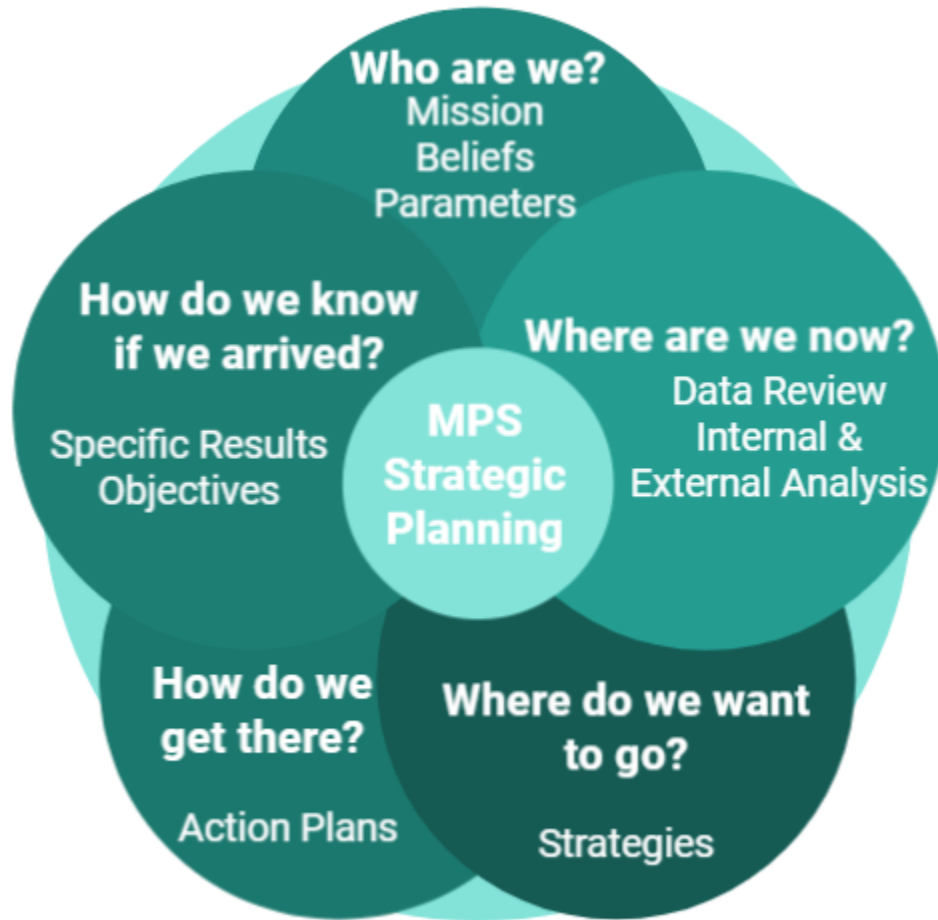 Who are we?
Mission
Beliefs
Parameters
Where are we now?
Data Review
Internal &
External Analysis
Where do we want
to go?
Strategies
How do we
get there?
Action Plans
How do we know
if we arrived?
Specific Results
Objectives
MPS
Strategic
Planning